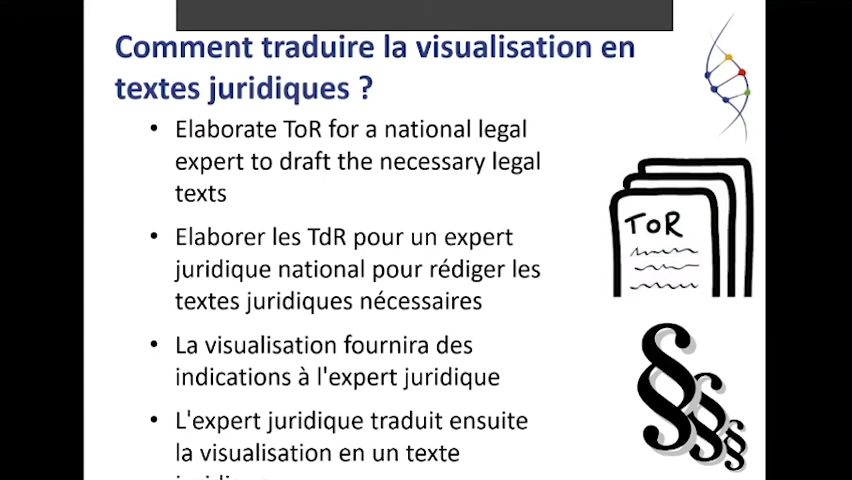 Comment traduire la visualisation en
textes juridiques ?
• Elaborate ToR for a national legal
expert to draft the necessary legal
texts
• Elaborer les TdR pour un expert
juridique national pour rédiger les
textes juridiques nécessaires
• La visualisation fournira des
indications à l'expert juridique
• L'expert juridique traduit ensuite
la visualisation en un texte
ToR
§§§